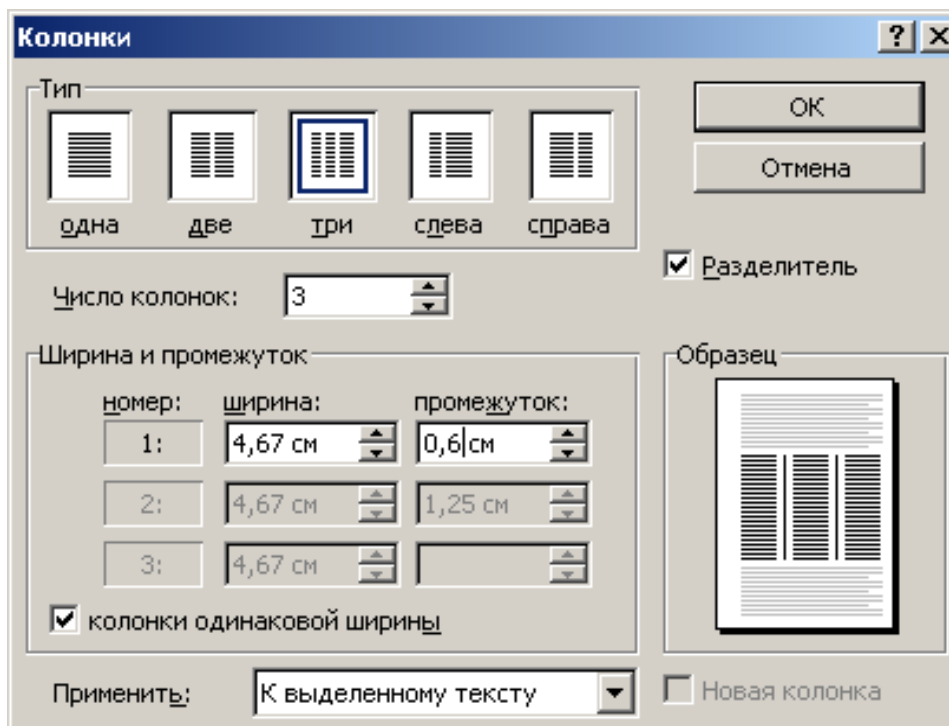 Колонки
Тип
одна две три слева справа
ОК
Отмена
Разделитель
Число колонок: 3
Ширина и промежуток
номер: ширина: промежуток:
1: 4,67 см 0,6 см
2: 4,67 см 1,25 см
3: 4,67 см
колонки одинаковой ширины
Образец
Применить: К выделенному тексту
Новая колонка